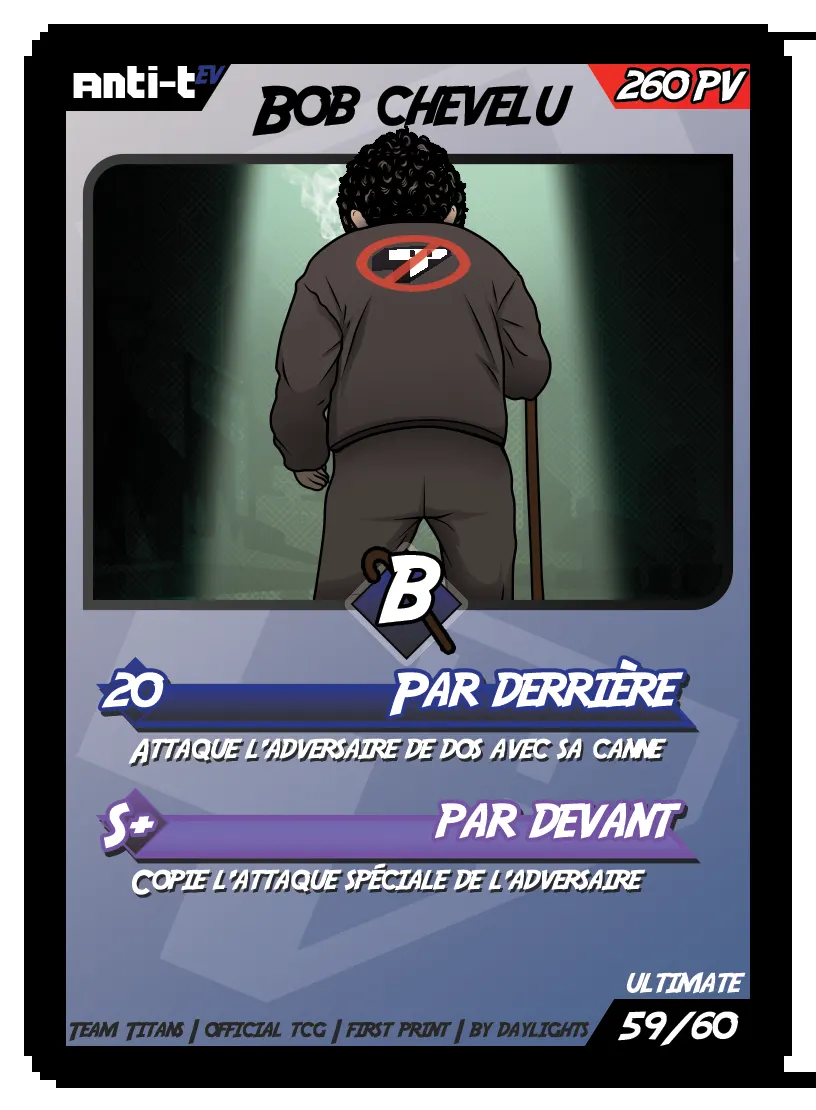 anti-t EV
BOB CHEVELU
260 PV
B
20
PAR DERRIÈRE
ATTAQUE L'ADVERSAIRE DE DOS AVEC SA CANNE
S+
PAR DEVANT
COPIE L'ATTAQUE SPÉCIALE DE L'ADVERSAIRE
ULTIMATE
TEAM TITANS | OFFICIAL TCG | FIRST PRINT | BY DAYLIGHTS
59/60